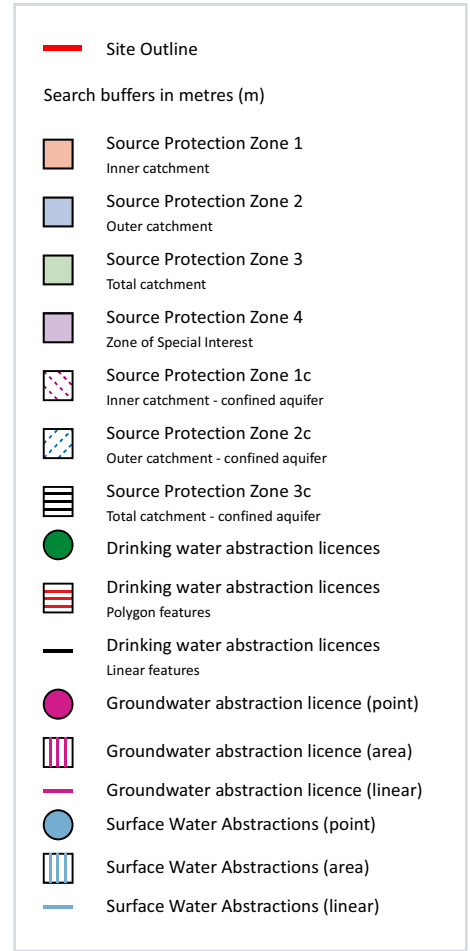 Site Outline
Search buffers in metres (m)
Source Protection Zone 1
Inner catchment
Source Protection Zone 2
Outer catchment
Source Protection Zone 3
Total catchment
Source Protection Zone 4
Zone of Special Interest
Source Protection Zone 1c
Inner catchment - confined aquifer
Source Protection Zone 2c
Outer catchment - confined aquifer
Source Protection Zone 3c
Total catchment - confined aquifer
Drinking water abstraction licences
Drinking water abstraction licences
Polygon features
Drinking water abstraction licences
Linear features
Groundwater abstraction licence (point)
Groundwater abstraction licence (area)
Groundwater abstraction licence (linear)
Surface Water Abstractions (point)
Surface Water Abstractions (area)
Surface Water Abstractions (linear)